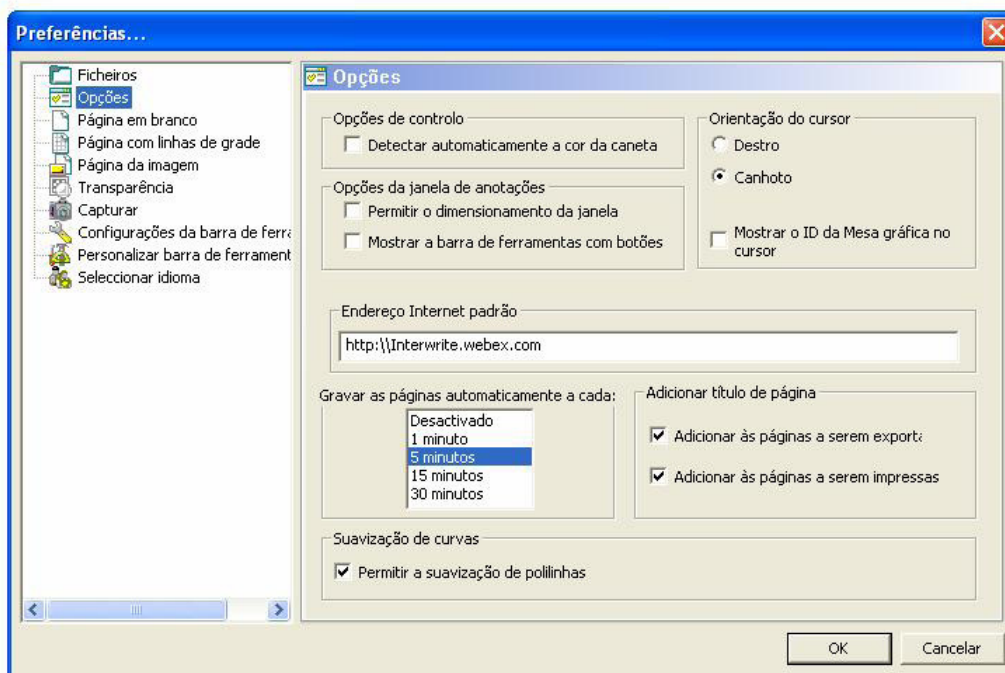 Preferências...
Ficheiros
Opções
Página em branco
Página com linhas de grade
Página da imagem
Transparência
Capturar
Configurações da barra de ferra
Personalizar barra de ferrament
Seleccionar idioma
Opções
Opções de controlo
Detectar automaticamente a cor da caneta
Opções da janela de anotações
Permitir o dimensionamento da janela
Mostrar a barra de ferramentas com botões
Orientação do cursor
Destro
Canhoto
Mostrar o ID da Mesa gráfica no
cursor
Endereço Internet padrão
http:\\Interwrite.webex.com
Gravar as páginas automaticamente a cada:
Desactivado
1 minuto
5 minutos
15 minutos
30 minutos
Adicionar título de página
Adicionar às páginas a serem exporta
Adicionar às páginas a serem impressas
Suavização de curvas
Permitir a suavização de polilinhas
OK
Cancelar